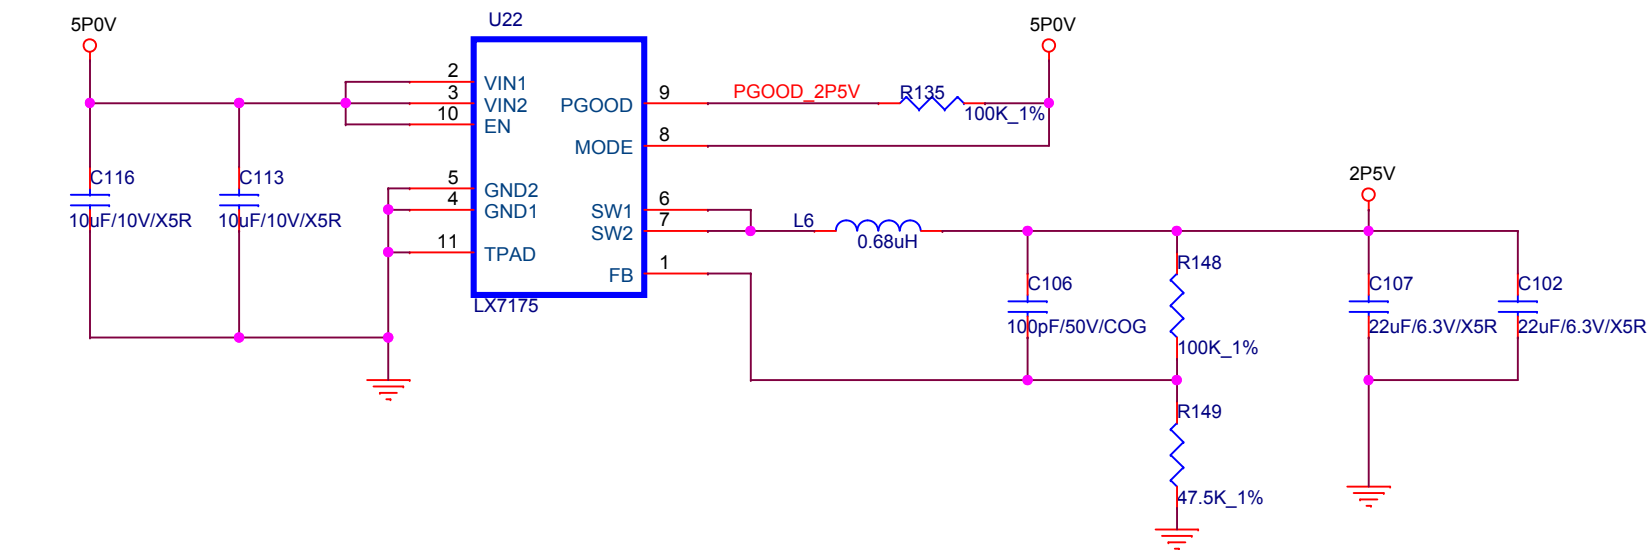 5P0V
U22
5P0V
2
VIN1
3
VIN2
10
EN
PGOOD
9
PGOOD_2P5V
R135
100K_1%
MODE
8
C116
10uF/10V/X5R
C113
10uF/10V/X5R
5
GND2
4
GND1
11
TPAD
SW1
6
SW2
7
FB
1
LX7175
L6
0.68uH
2P5V
C106
100pF/50V/COG
R148
100K_1%
C107
22uF/6.3V/X5R
C102
22uF/6.3V/X5R
R149
47.5K_1%